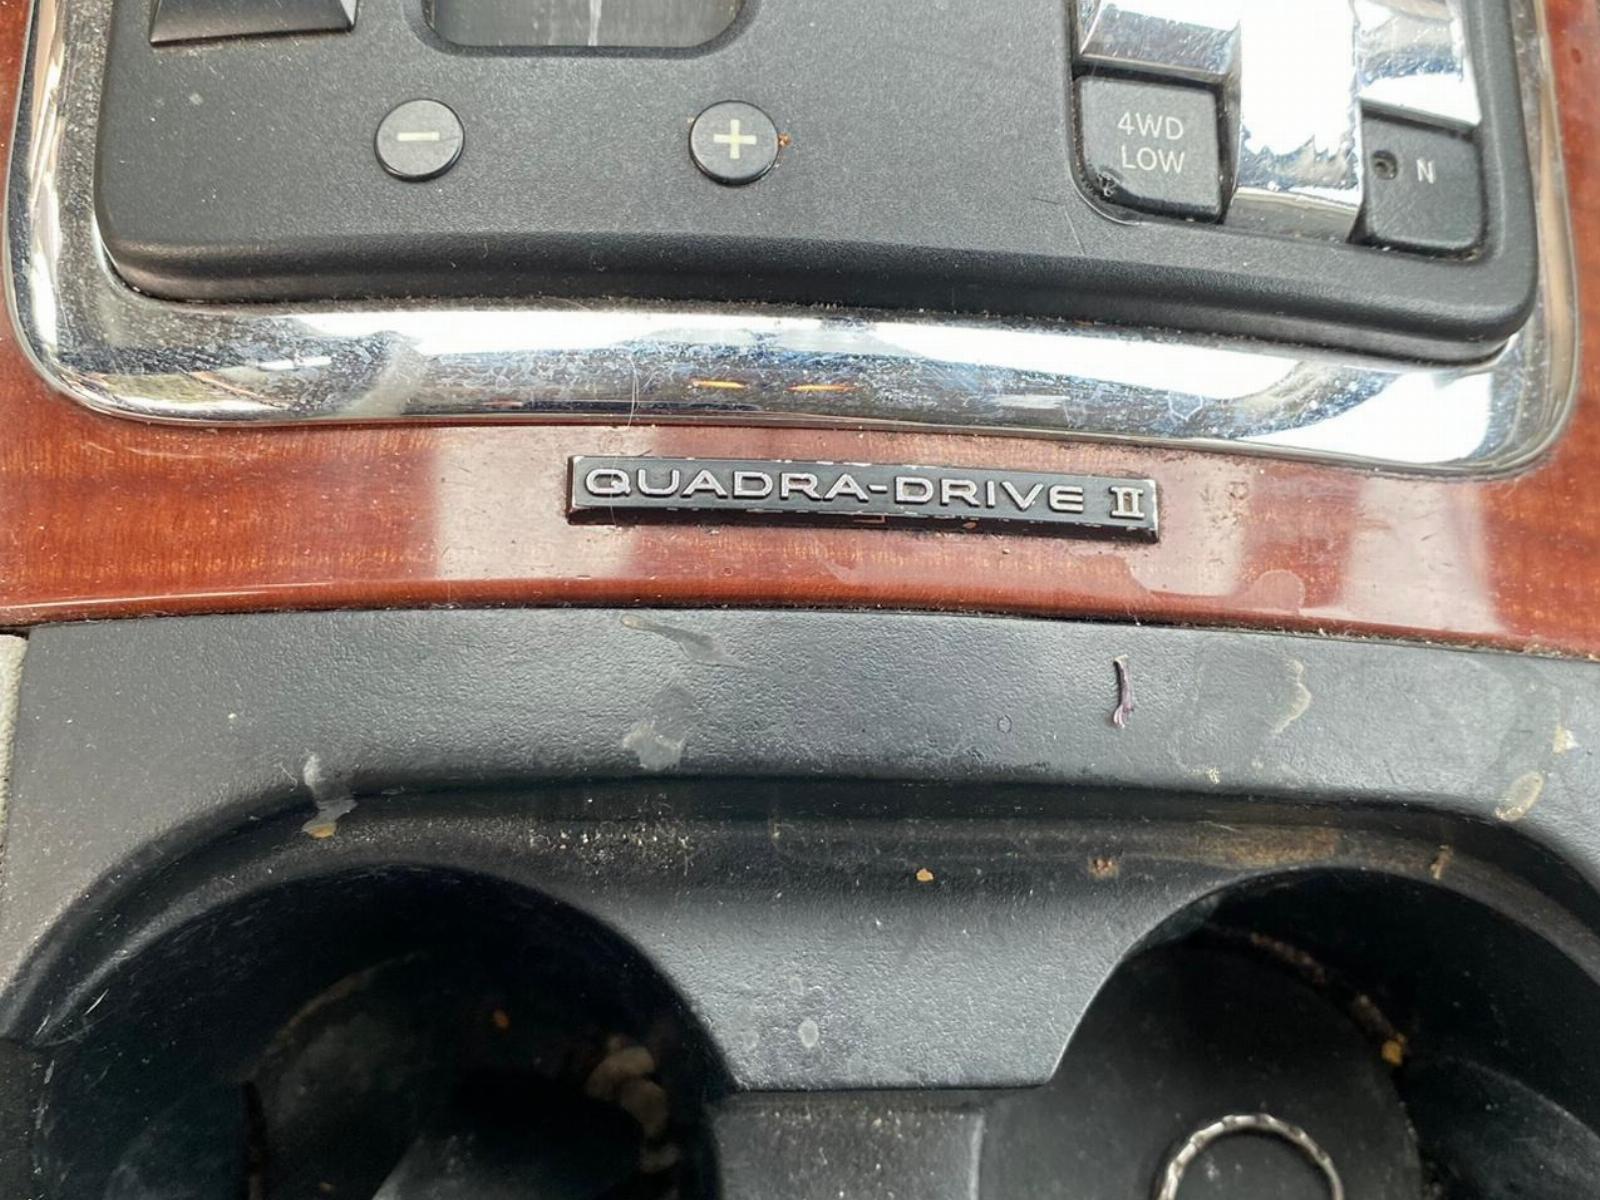 − +
4WD
LOW
N
QUADRA-DRIVE II